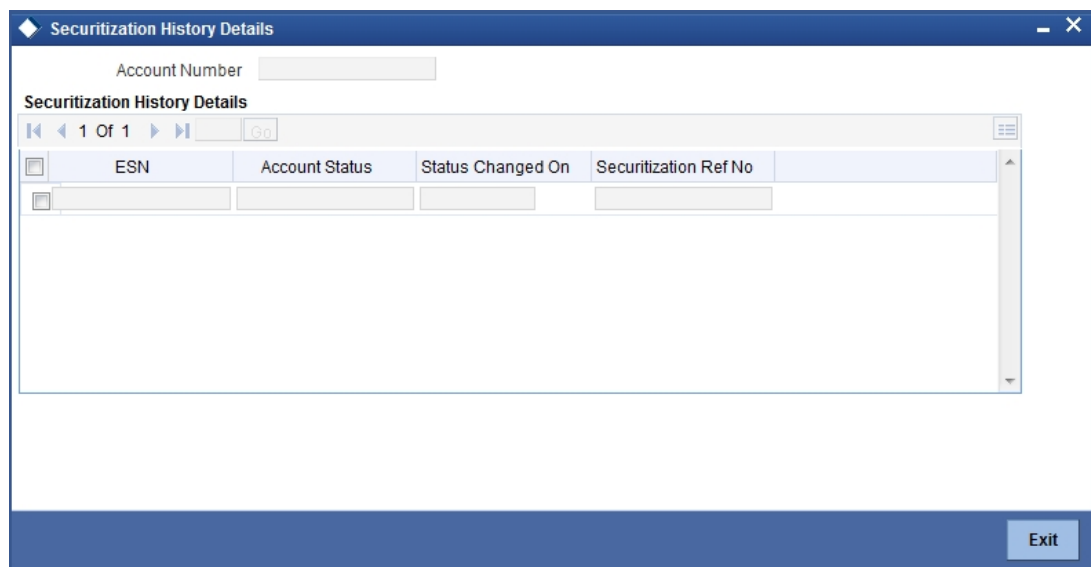 Securitization History Details
Account Number
Securitization History Details
1 Of 1 Go
ESN Account Status Status Changed On Securitization Ref No
Exit